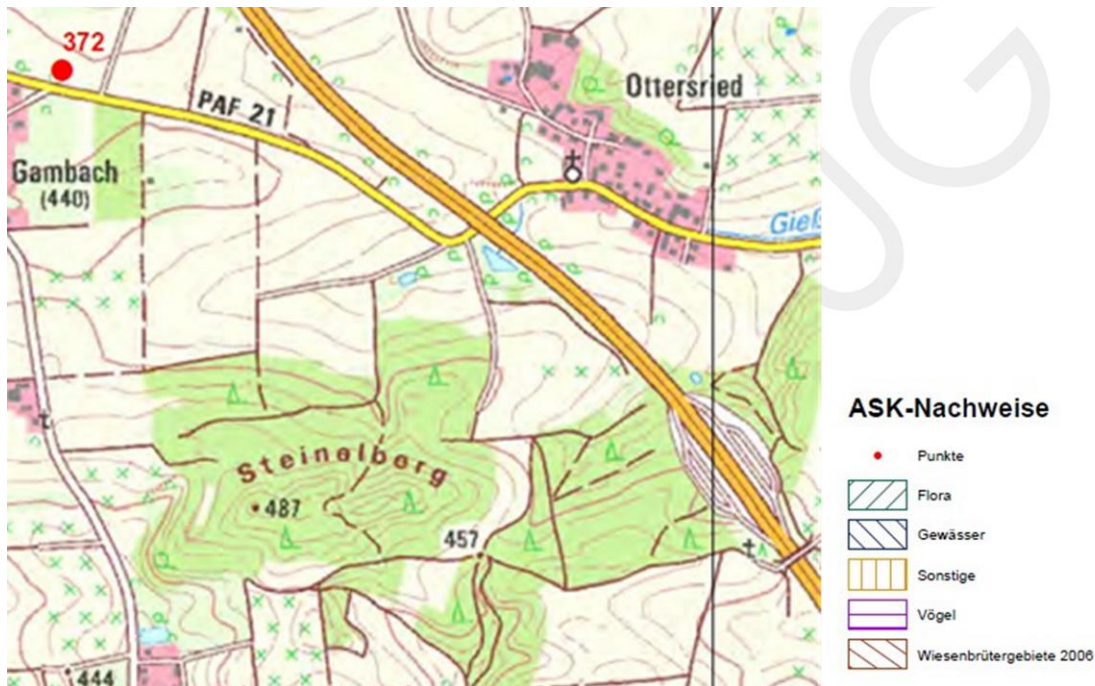 372
PAF 21
Ottersried
Gambach
(440)
Gieß
Steinelberg
487
457
444
UG
ASK-Nachweise
Punkte
Flora
Gewässer
Sonstige
Vögel
Wiesenbrütergebiete 2006